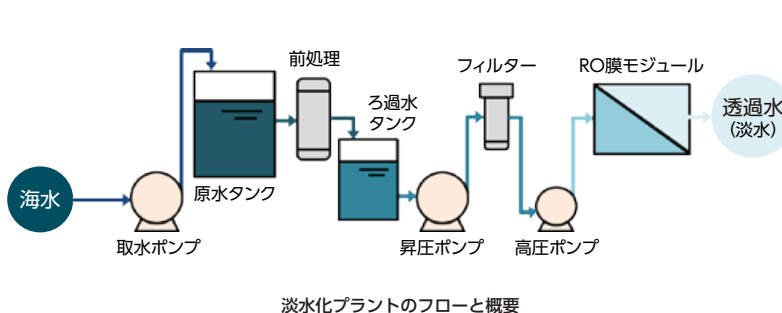 海水
取水ポンプ
原水タンク
前処理
ろ過水
タンク
昇圧ポンプ
フィルター
高圧ポンプ
RO膜モジュール
透過水
(淡水)
淡水化プラントのフローと概要